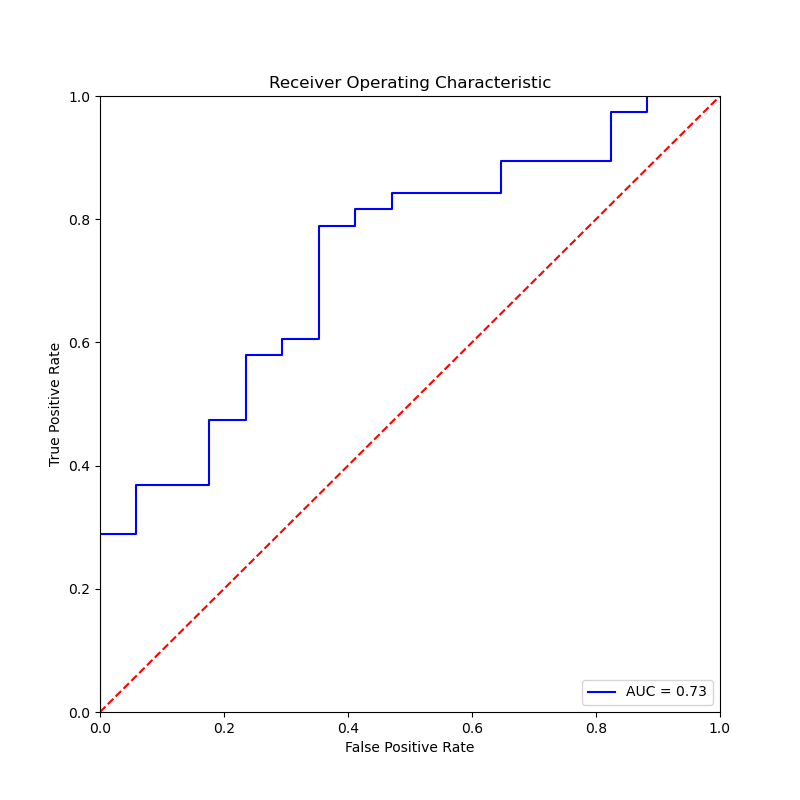 Receiver Operating Characteristic
1.0
0.8
0.6
0.4
0.2
0.0
True Positive Rate
AUC = 0.73
0.0 0.2 0.4 0.6 0.8 1.0
False Positive Rate